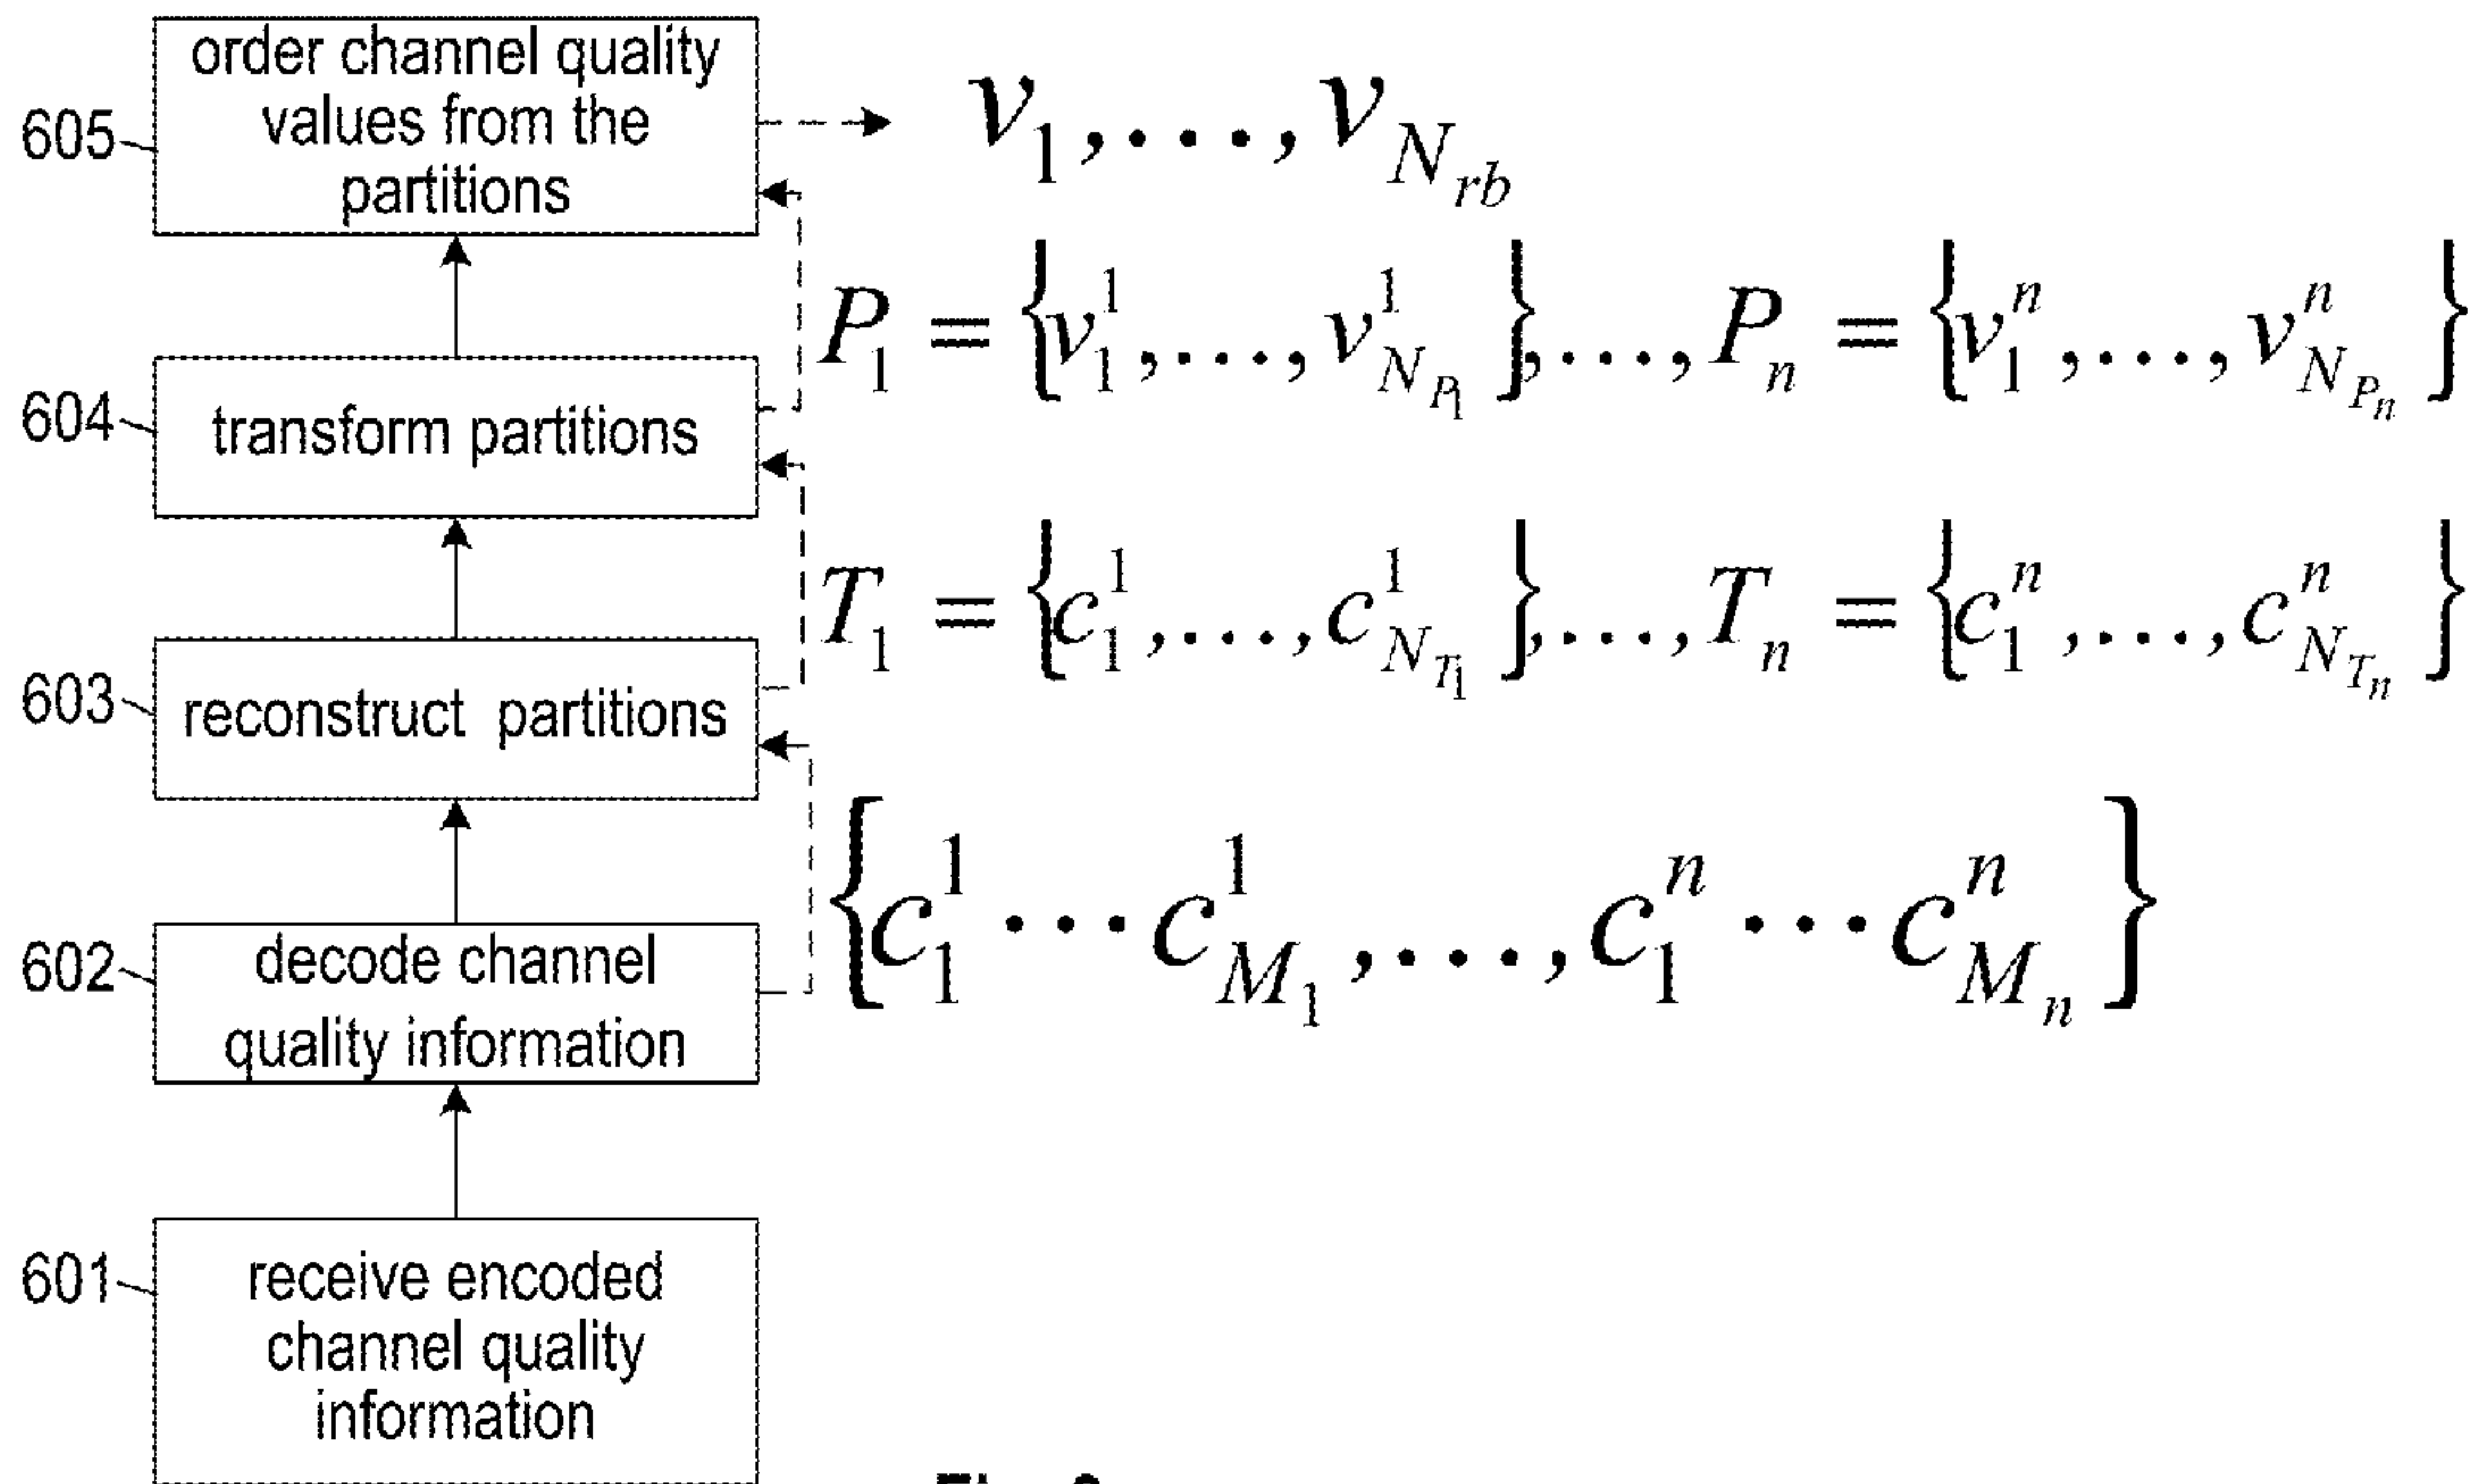 order channel quality
values from the
partitions
605
v_1,...,v_{N_{rb}}
P_1 = {v_1^1,...,v_{N_{P_1}}^1},...,P_n = {v_1^n,...,v_{N_{P_n}}^n}
604
transform partitions
T_1 = {c_1^1,...,c_{N_{T_1}}^1},...,T_n = {c_1^n,...,c_{N_{T_n}}^n}
603
reconstruct partitions
{c_1^1 ··· c_{M_1}^1,...,c_1^n ··· c_{M_n}^n}
602
decode channel
quality information
601
receive encoded
channel quality
information